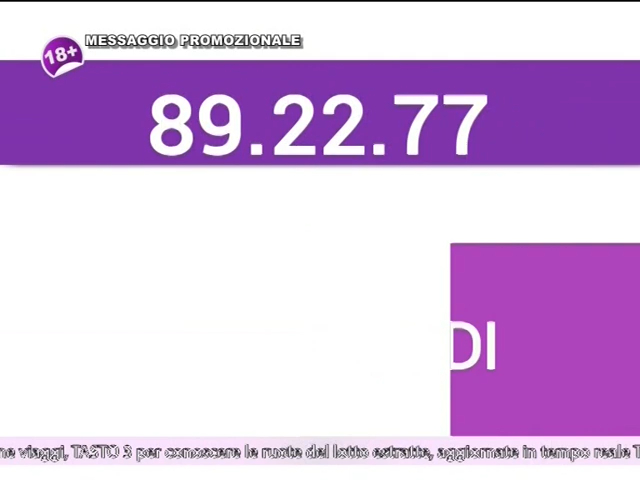 18+ MESSAGGIO PROMOZIONALE
89.22.77
DI
ne viaggi, TASTO 3 per conoscere le ruote del lotto estratte, aggiornate in tempo reale T